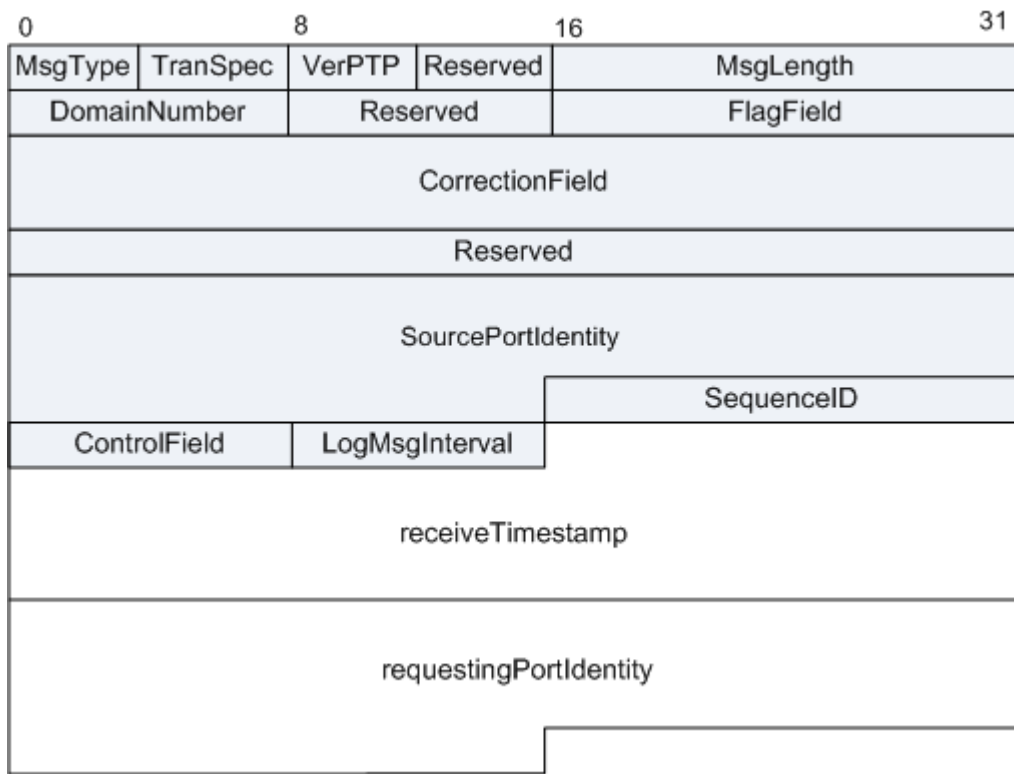 0 8 16 31
MsgType TranSpec VerPTP Reserved MsgLength
DomainNumber Reserved FlagField
CorrectionField
Reserved
SourcePortIdentity
SequenceID
ControlField LogMsgInterval
receiveTimestamp
requestingPortIdentity